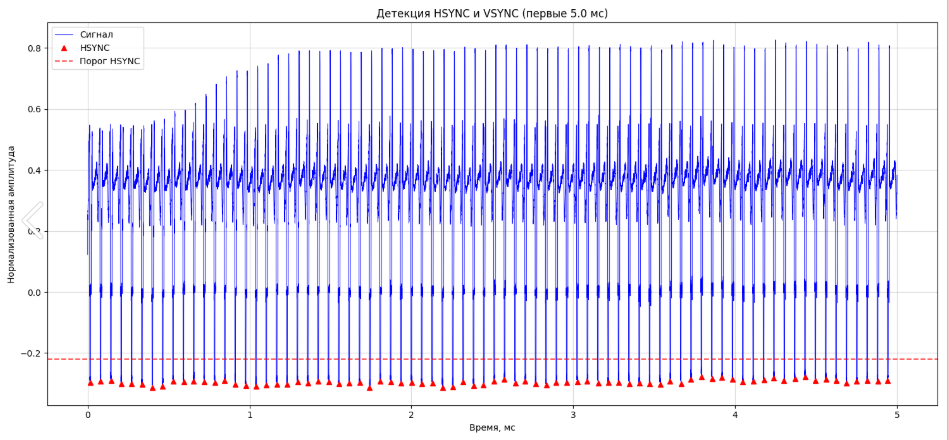 Детекция HSYNC и VSYNC (первые 5.0 мс)
Сигнал
HSYNC
Порог HSYNC
Нормализованная амплитуда
0.8
0.6
0.4
0.2
0.0
−0.2
0
1
2
3
4
5
Время, мс